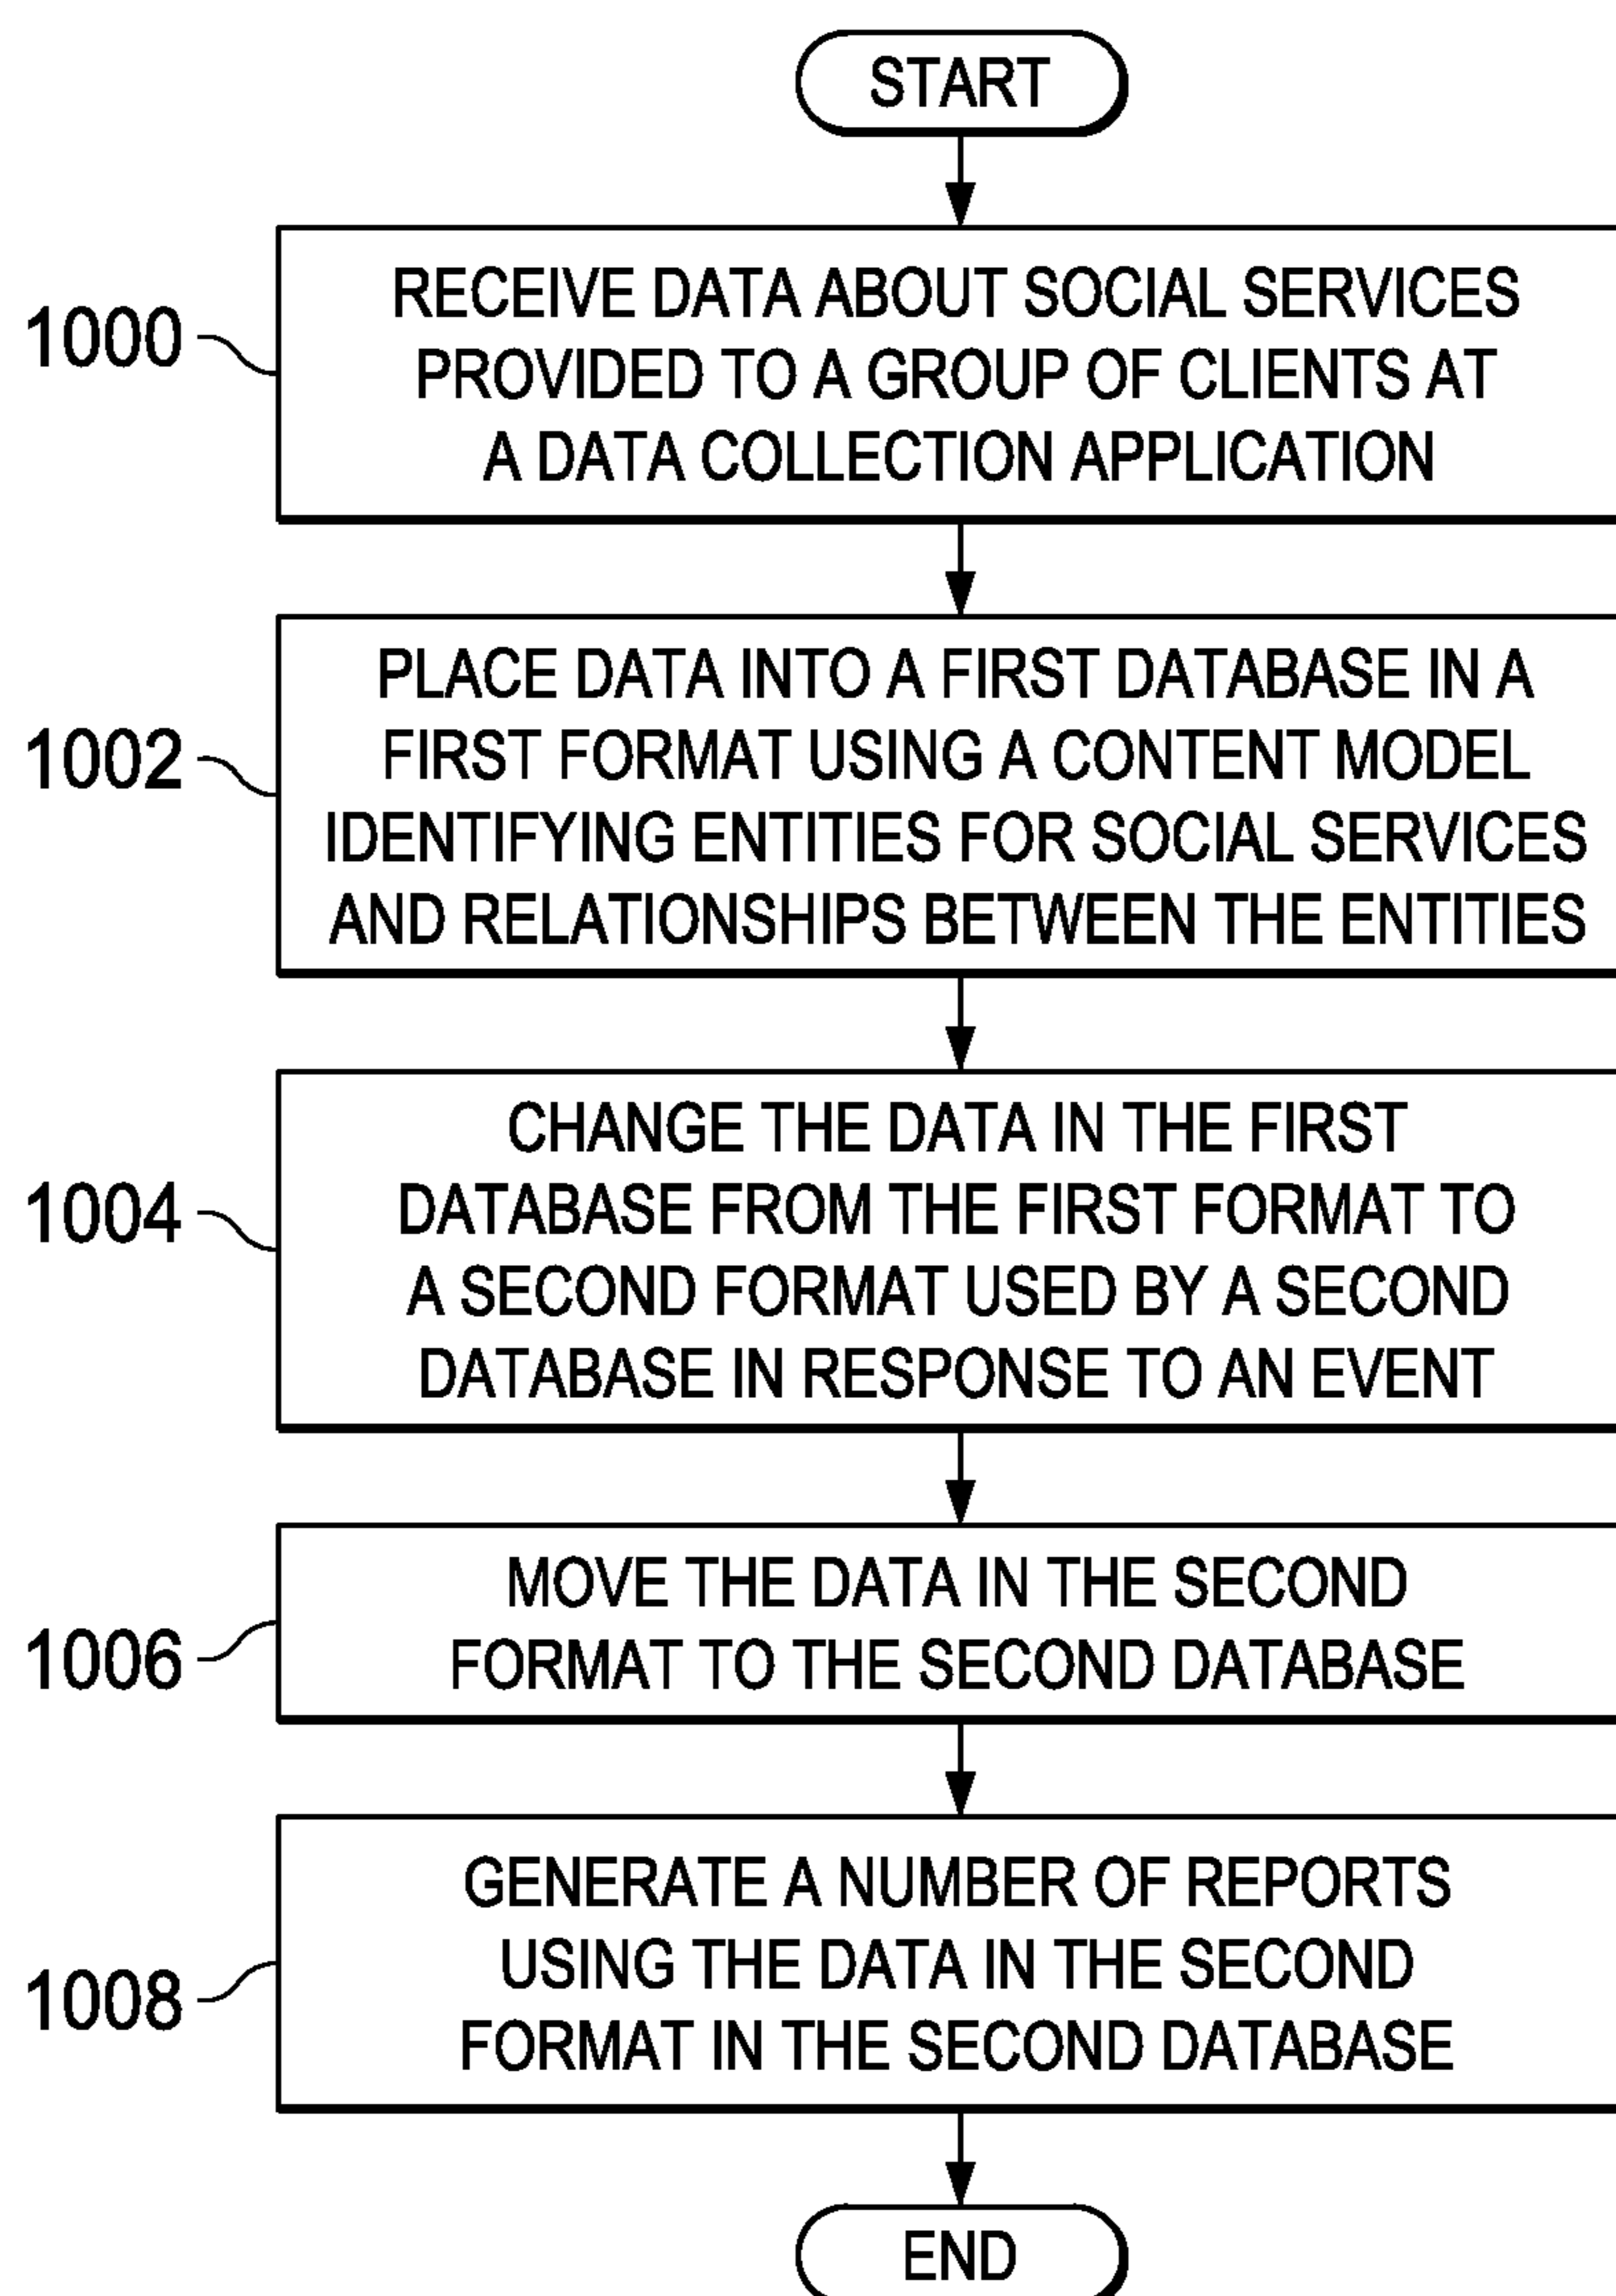 START
1000
RECEIVE DATA ABOUT SOCIAL SERVICES
PROVIDED TO A GROUP OF CLIENTS AT
A DATA COLLECTION APPLICATION
1002
PLACE DATA INTO A FIRST DATABASE IN A
FIRST FORMAT USING A CONTENT MODEL
IDENTIFYING ENTITIES FOR SOCIAL SERVICES
AND RELATIONSHIPS BETWEEN THE ENTITIES
1004
CHANGE THE DATA IN THE FIRST
DATABASE FROM THE FIRST FORMAT TO
A SECOND FORMAT USED BY A SECOND
DATABASE IN RESPONSE TO AN EVENT
1006
MOVE THE DATA IN THE SECOND
FORMAT TO THE SECOND DATABASE
1008
GENERATE A NUMBER OF REPORTS
USING THE DATA IN THE SECOND
FORMAT IN THE SECOND DATABASE
END